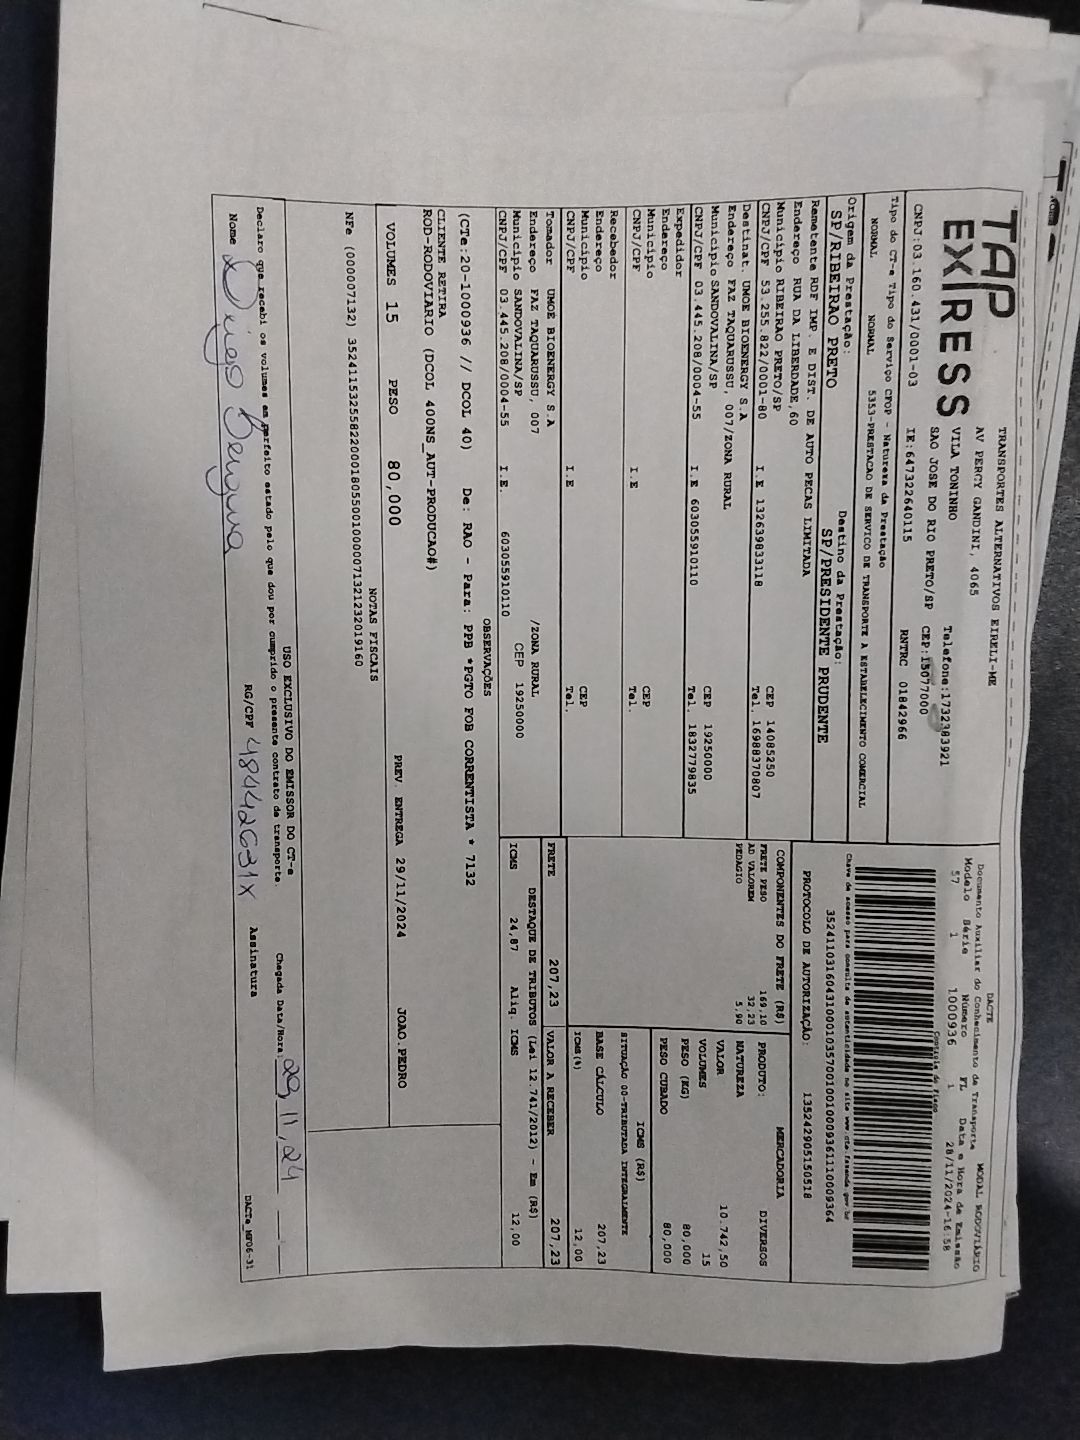 TAP
EXPRESS
TRANSPORTES ALTERNATIVOS EIRELI-ME
AV PERCY GANDINI, 4065
VILA TONINHO Telefone:1732383921
SAO JOSE DO RIO PRETO/SP CEP:15077000
CNPJ:03.160.431/0001-03 IE:647322640115 RNTRC 01842966
Tipo do CT-e Tipo do Serviço CFOP - Natureza da Prestação
NORMAL NORMAL 5353-PRESTACAO DE SERVICO DE TRANSPORTE A ESTABELECIMENTO COMERCIAL
Origem da Prestação: Destino da Prestação:
SP/RIBEIRAO PRETO SP/PRESIDENTE PRUDENTE
Remetente RDF IMP. E DIST. DE AUTO PECAS LIMITADA
Endereço RUA DA LIBERDADE,60
Município RIBEIRAO PRETO/SP CEP 14085250
CNPJ/CPF 53.255.822/0001-80 I.E 132639833118 Tel. 16988370807
Destinat. UMOE BIOENERGY S.A
Endereço FAZ TAQUARUSSU, 007/ZONA RURAL
Município SANDOVALINA/SP CEP 19250000
CNPJ/CPF 03.445.208/0004-55 I.E 603055910110 Tel. 1832779835
Expedidor
Endereço
Município CEP
CNPJ/CPF I.E Tel.
Recebedor
Endereço
Município CEP
CNPJ/CPF I.E Tel.
Tomador UMOE BIOENERGY S.A
Endereço FAZ TAQUARUSSU, 007 /ZONA RURAL
Município SANDOVALINA/SP CEP 19250000
CNPJ/CPF 03.445.208/0004-55 I.E. 603055910110
DACTE MODAL RODOVIÁRIO
Documento Auxiliar do Conhecimento de Transporte
Modelo Série Número FL Data e Hora de Emissão
57 1 1000936 1 28/11/2024-16:58
Controle do Fisco
Chave de acesso para consulta de autenticidade no site www.cte.fazenda.gov.br
35241103160431000103570010010009361110009364
PROTOCOLO DE AUTORIZAÇÃO: 135242905150518
COMPONENTES DO FRETE (R$)
FRETE PESO 169,10
AD VALOREM 32,23
PEDAGIO 5,90
MERCADORIA
PRODUTO: DIVERSOS
NATUREZA
VALOR 10.742,50
VOLUMES 15
PESO (KG) 80,000
PESO CUBADO 80,000
ICMS (R$)
SITUAÇÃO 00-TRIBUTADA INTEGRALMENTE
BASE CÁLCULO 207,23
ICMS(%) 12,00
FRETE 207,23 VALOR A RECEBER 207,23
DESTAQUE DE TRIBUTOS (Lei 12.741/2012) - Em (R$)
ICMS 24,87 Aliq. ICMS 12,00
OBSERVAÇÕES
(CTe:20-1000936 // DCOL 40) De: RAO - Para: PPB *PGTO FOB CORRENTISTA * 7132
CLIENTE RETIRA
ROD-RODOVIARIO (DCOL 400NS_AUT-PRODUCAO#)
VOLUMES 15 PESO 80,000 PREV. ENTREGA 29/11/2024 JOAO.PEDRO
NOTAS FISCAIS
NFe (000007132) 35241153255822000180550010000071321232019160
USO EXCLUSIVO DO EMISSOR DO CT-e
Declaro que recebi os volumes em perfeito estado pelo que dou por cumprido o presente contrato de transporte
Chegada Data/Hora 29/11/24
Nome Diego RG/CPF 48442631X Assinatura
DACTe_NF06-31